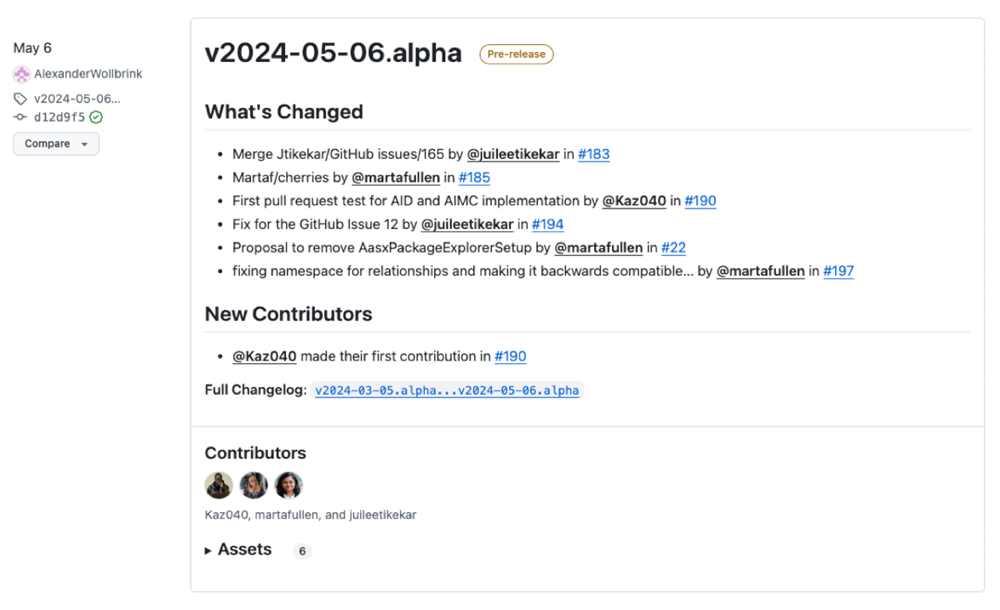 May 6
AlexanderWollbrink
v2024-05-06...
d12d9f5
Compare
v2024-05-06.alpha Pre-release
What's Changed
• Merge Jtikekar/GitHub issues/165 by @juileetikekar in #183
• Martaf/cherries by @martafullen in #185
• First pull request test for AID and AIMC implementation by @Kaz040 in #190
• Fix for the GitHub Issue 12 by @juileetikekar in #194
• Proposal to remove AasxPackageExplorerSetup by @martafullen in #22
• fixing namespace for relationships and making it backwards compatible... by @martafullen in #197
New Contributors
• @Kaz040 made their first contribution in #190
Full Changelog: v2024-03-05.alpha...v2024-05-06.alpha
Contributors
Kaz040, martafullen, and juileetikekar
Assets 6